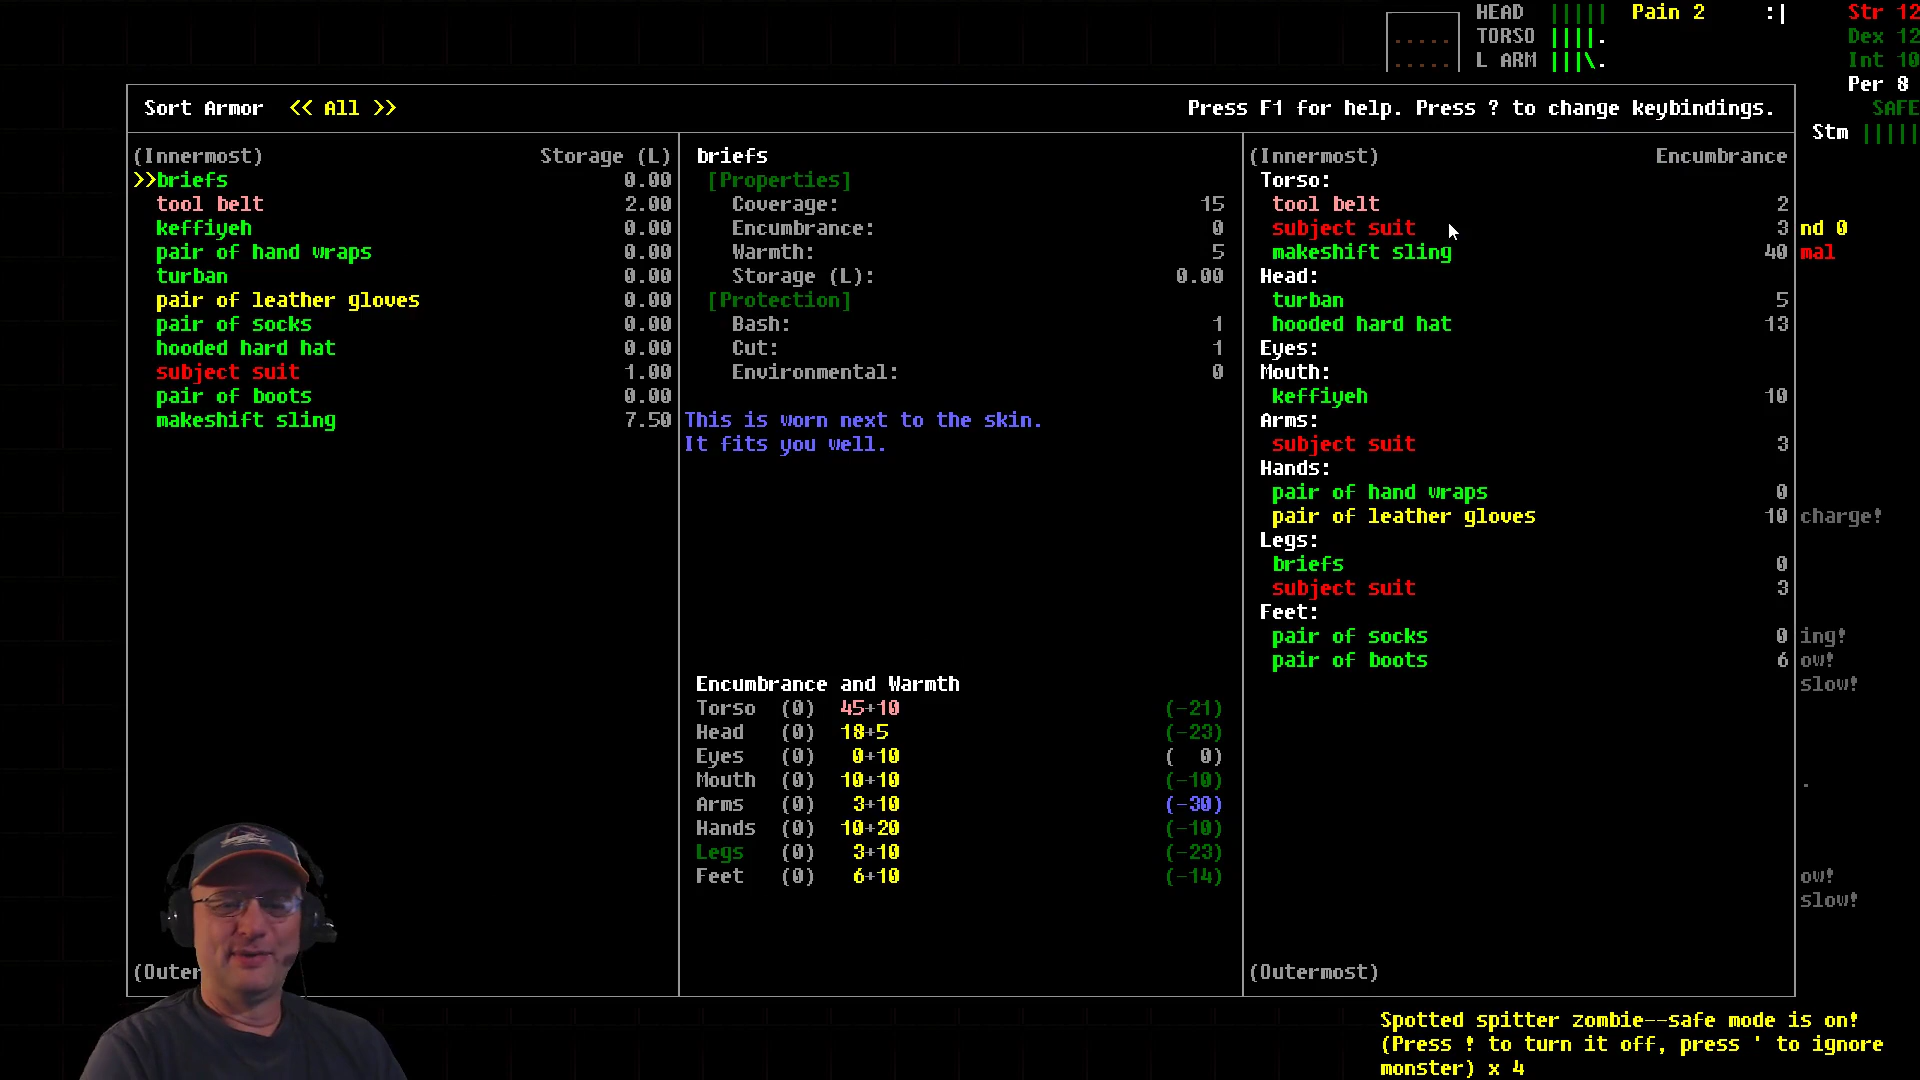 HEAD ||||| Pain 2 :| Str 12
TORSO ||||. Dex 12
L ARM |||\. Int 10
Per 8
SAFE
Stm |||||
Sort Armor << All >> Press F1 for help. Press ? to change keybindings.
(Innermost) Storage (L)
>>briefs 0.00
tool belt 2.00
keffiyeh 0.00
pair of hand wraps 0.00
turban 0.00
pair of leather gloves 0.00
pair of socks 0.00
hooded hard hat 0.00
subject suit 1.00
pair of boots 0.00
makeshift sling 7.50
(Outer
briefs
[Properties]
Coverage: 15
Encumbrance: 0
Warmth: 5
Storage (L): 0.00
[Protection]
Bash: 1
Cut: 1
Environmental: 0
This is worn next to the skin.
It fits you well.
Encumbrance and Warmth
Torso (0) 45+10 (-21)
Head (0) 18+5 (-23)
Eyes (0) 0+10 ( 0)
Mouth (0) 10+10 (-10)
Arms (0) 3+10 (-30)
Hands (0) 10+20 (-10)
Legs (0) 3+10 (-23)
Feet (0) 6+10 (-14)
(Innermost) Encumbrance
Torso:
tool belt 2
subject suit 3
makeshift sling 40
Head:
turban 5
hooded hard hat 13
Eyes:
Mouth:
keffiyeh 10
Arms:
subject suit 3
Hands:
pair of hand wraps 0
pair of leather gloves 10
Legs:
briefs 0
subject suit 3
Feet:
pair of socks 0
pair of boots 6
(Outermost)
nd 0
mal
charge!
ing!
ow!
slow!
.
ow!
slow!
Spotted spitter zombie--safe mode is on!
(Press ! to turn it off, press ' to ignore
monster) x 4